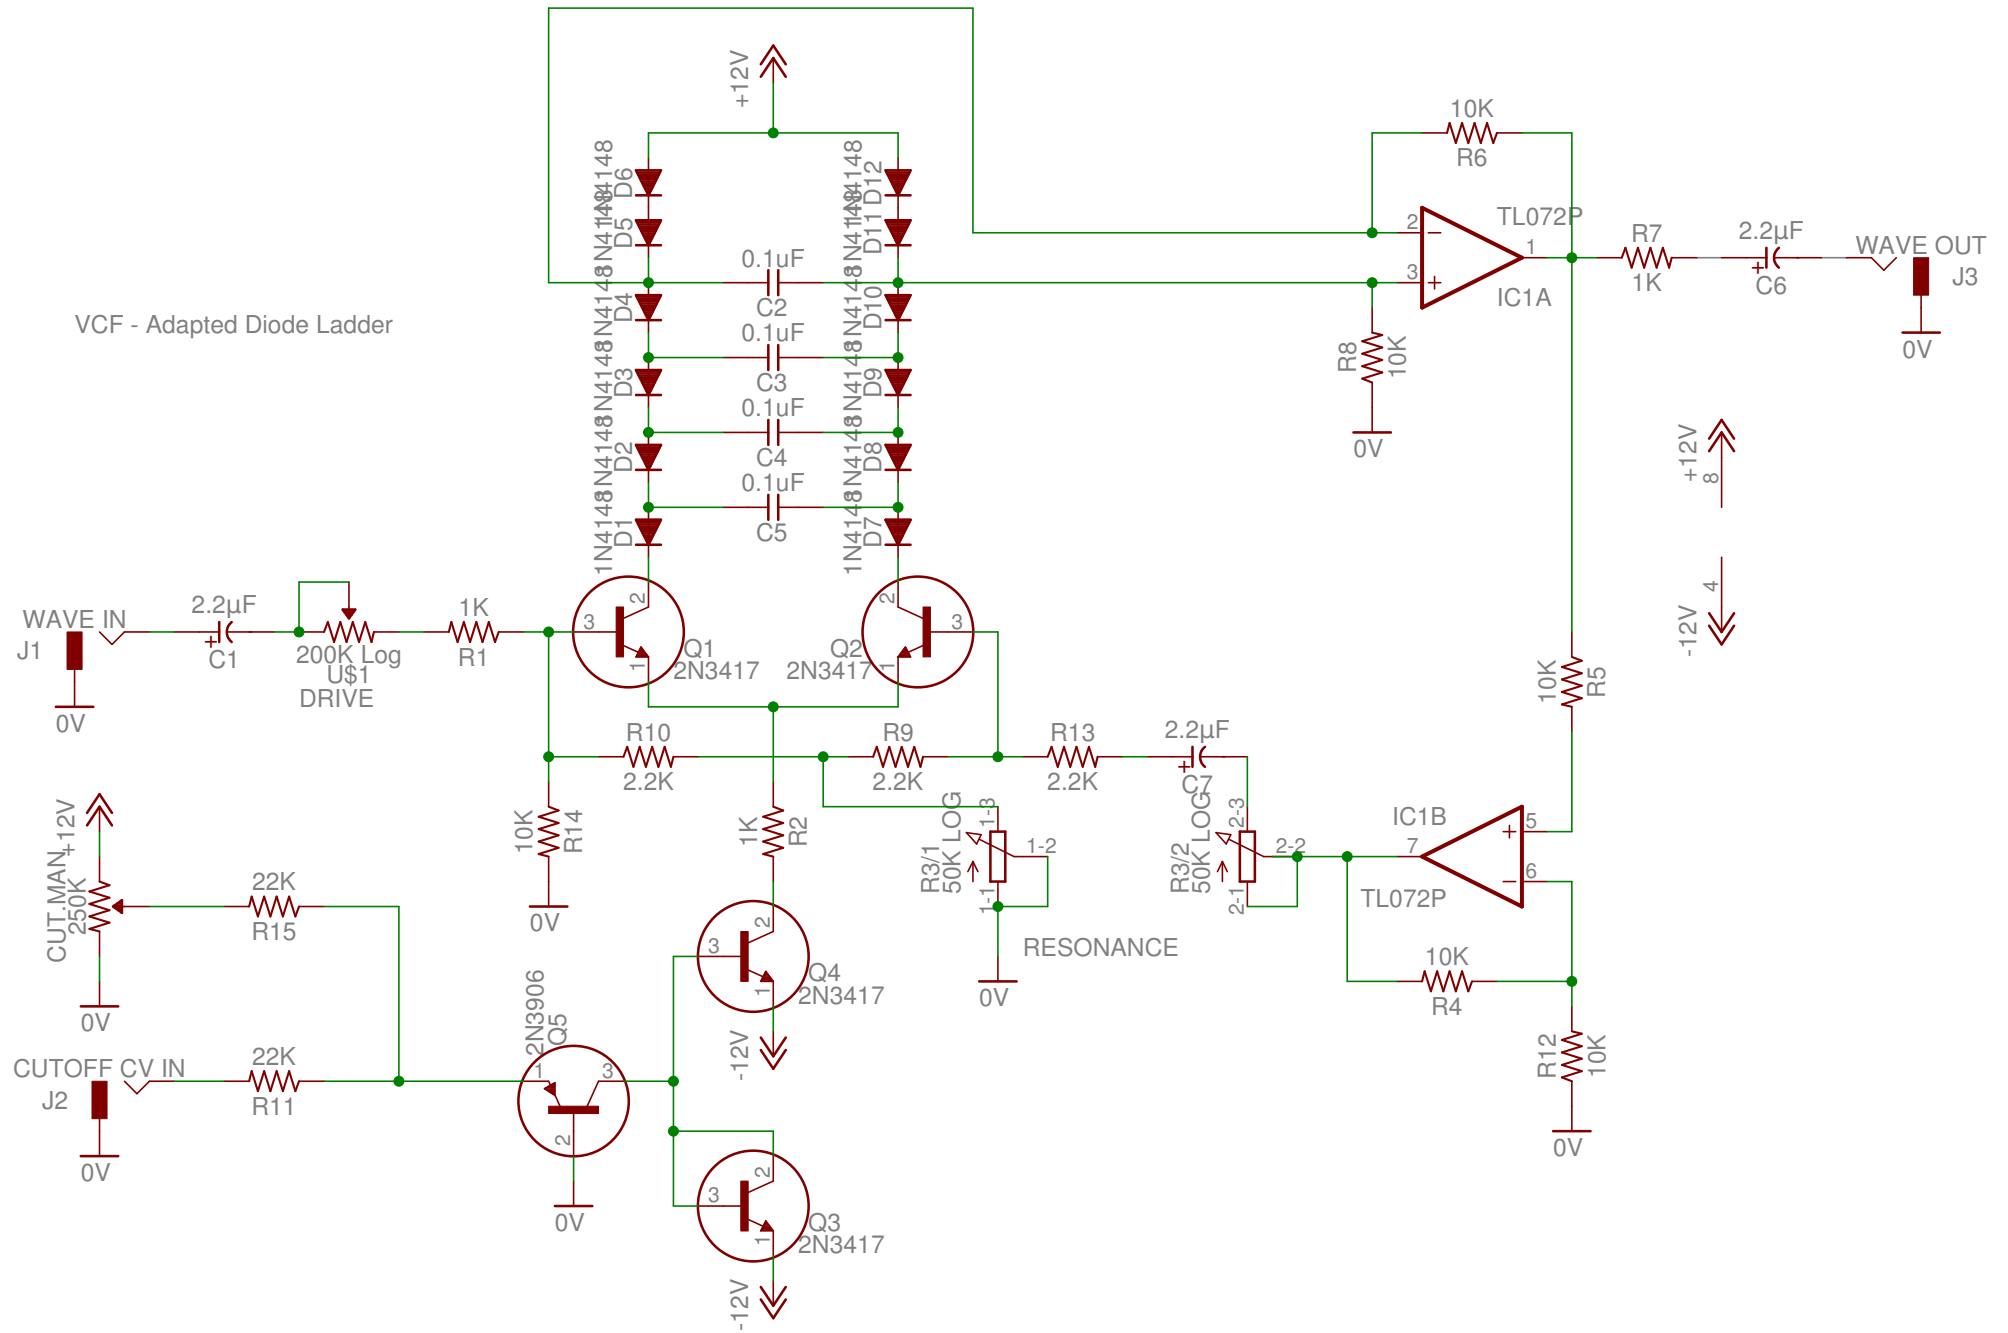 VCF - Adapted Diode Ladder
+12V
1N4148
D6
1N4148
D5
1N4148
D4
1N4148
D3
1N4148
D2
1N4148
D1
1N4148
D12
1N4148
D11
1N4148
D10
1N4148
D9
1N4148
D8
1N4148
D7
0.1uF
C2
0.1uF
C3
0.1uF
C4
0.1uF
C5
10K
R6
TL072P
2
3
1
IC1A
R8
10K
0V
R7
1K
2.2µF
C6
WAVE OUT
J3
0V
+12V
8
4
-12V
WAVE IN
J1
0V
2.2µF
C1
200K Log
U$1
DRIVE
1K
R1
3
2
1
Q1
2N3417
2
3
1
Q2
2N3417
R10
2.2K
R9
2.2K
R13
2.2K
2.2µF
C7
10K
R14
0V
1K
R2
R3/1
50K LOG
1-3
1-2
1-1
0V
RESONANCE
R3/2
50K LOG
2-3
2-2
2-1
10K
R5
IC1B
7
5
6
TL072P
10K
R4
R12
10K
0V
+12V
CUT.MAN
250K
0V
22K
R15
CUTOFF CV IN
J2
0V
22K
R11
2N3906
Q5
1
3
2
0V
3
2
1
Q4
2N3417
-12V
3
2
1
Q3
2N3417
-12V